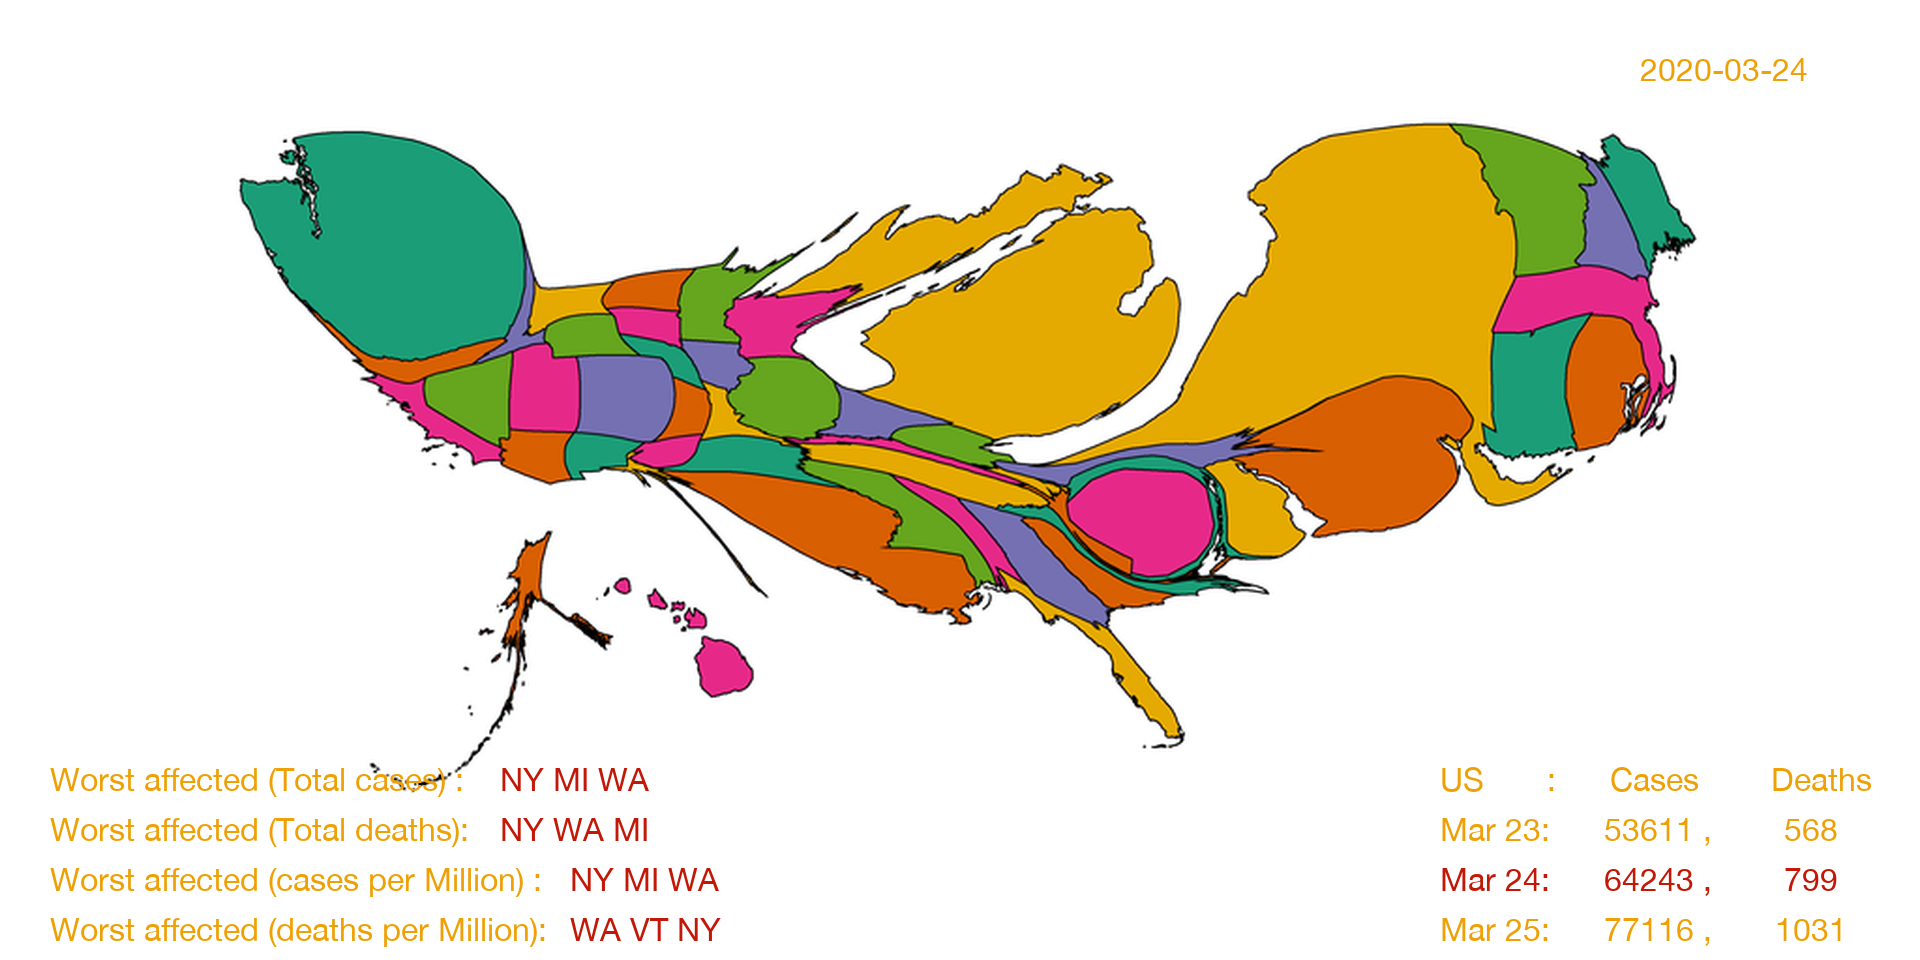 2020-03-24
Worst affected (Total cases) : NY MI WA
Worst affected (Total deaths): NY WA MI
Worst affected (cases per Million) : NY MI WA
Worst affected (deaths per Million): WA VT NY
US : Cases Deaths
Mar 23: 53611 , 568
Mar 24: 64243 , 799
Mar 25: 77116 , 1031